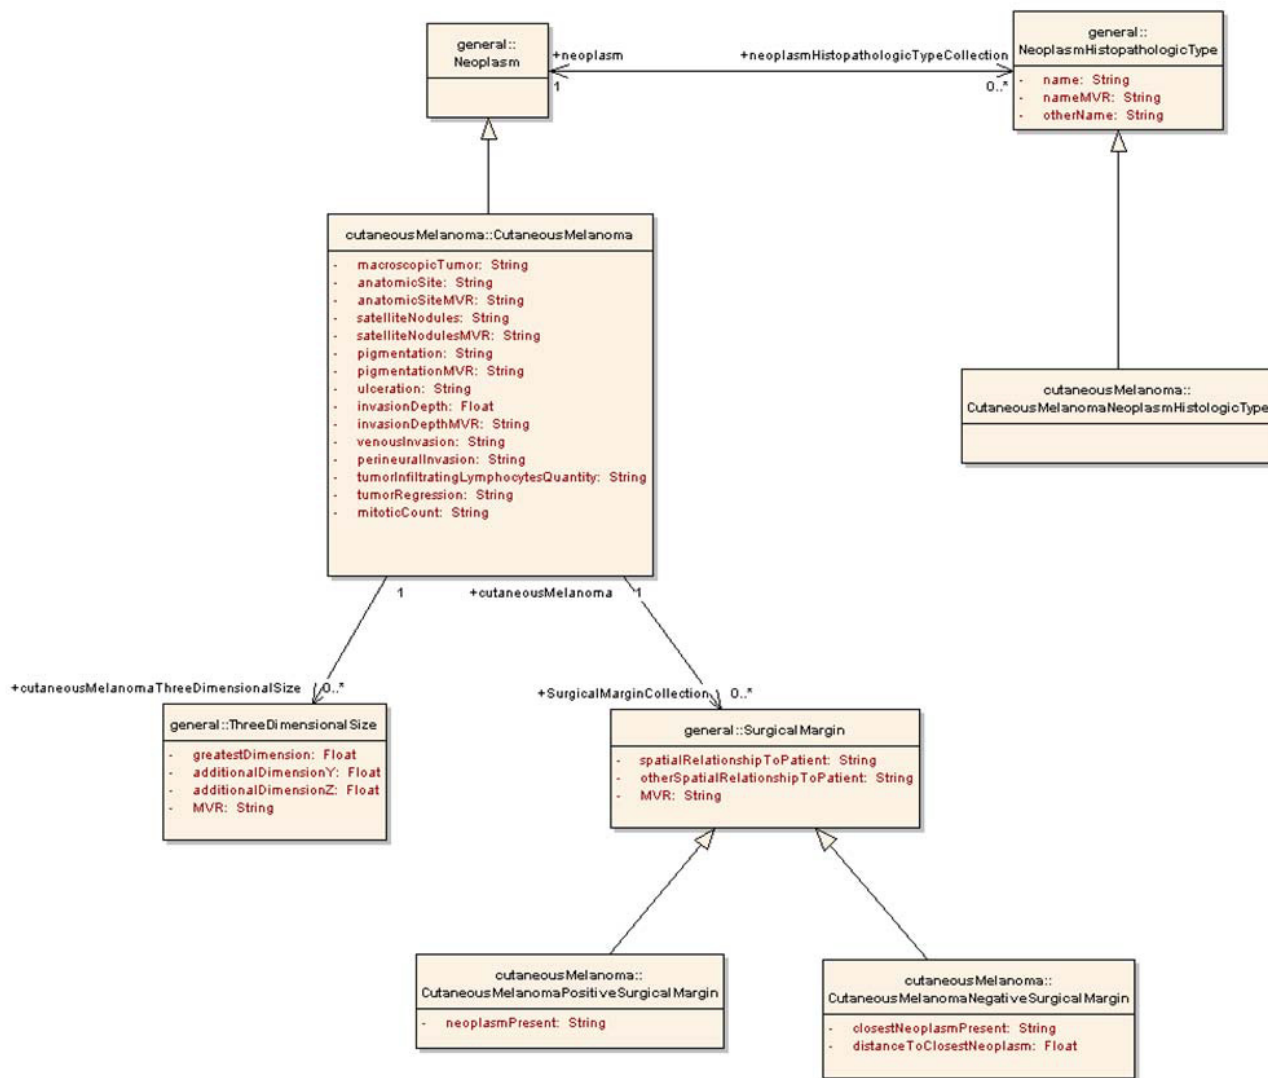 general::
Neoplasm
+neoplasm
+neoplasmHistopathologicTypeCollection
1
0..*
general::
NeoplasmHistopathologicType
- name: String
- nameMVR: String
- otherName: String
cutaneousMelanoma::CutaneousMelanoma
- macroscopicTumor: String
- anatomicSite: String
- anatomicSiteMVR: String
- satelliteNodules: String
- satelliteNodulesMVR: String
- pigmentation: String
- pigmentationMVR: String
- ulceration: String
- invasionDepth: Float
- invasionDepthMVR: String
- venousInvasion: String
- perineuralInvasion: String
- tumorInfiltratingLymphocytesQuantity: String
- tumorRegression: String
- mitoticCount: String
cutaneousMelanoma::
CutaneousMelanomaNeoplasmHistologicType
1
+cutaneousMelanoma
1
+cutaneousMelanomaThreeDimensionalSize
0..*
+SurgicalMarginCollection
0..*
general::ThreeDimensionalSize
- greatestDimension: Float
- additionalDimensionY: Float
- additionalDimensionZ: Float
- MVR: String
general::SurgicalMargin
- spatialRelationshipToPatient: String
- otherSpatialRelationshipToPatient: String
- MVR: String
cutaneousMelanoma::
CutaneousMelanomaPositiveSurgicalMargin
- neoplasmPresent: String
cutaneousMelanoma::
CutaneousMelanomaNegativeSurgicalMargin
- closestNeoplasmPresent: String
- distanceToClosestNeoplasm: Float